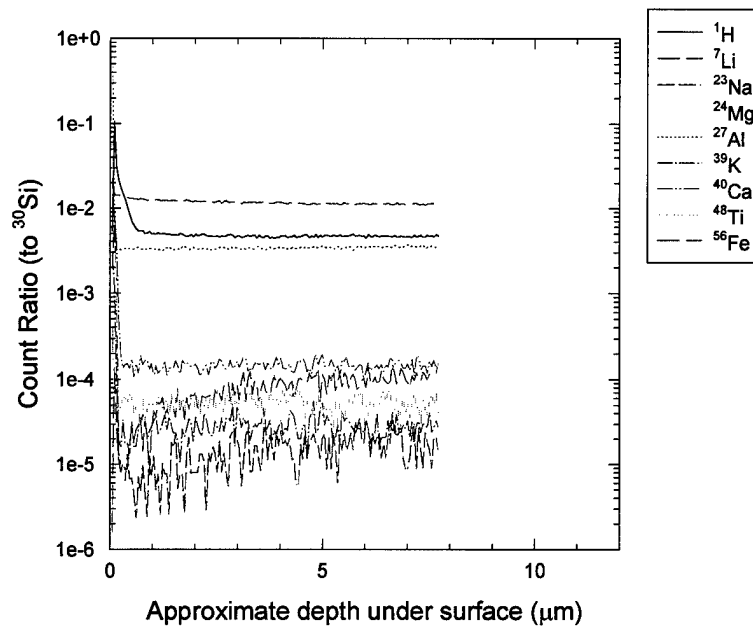 1e+0
1e-1
1e-2
1e-3
1e-4
1e-5
1e-6
Count Ratio (to ³⁰Si)
0
5
10
Approximate depth under surface (μm)
¹H
⁷Li
²³Na
²⁴Mg
²⁷Al
³⁹K
⁴⁰Ca
⁴⁸Ti
⁵⁶Fe